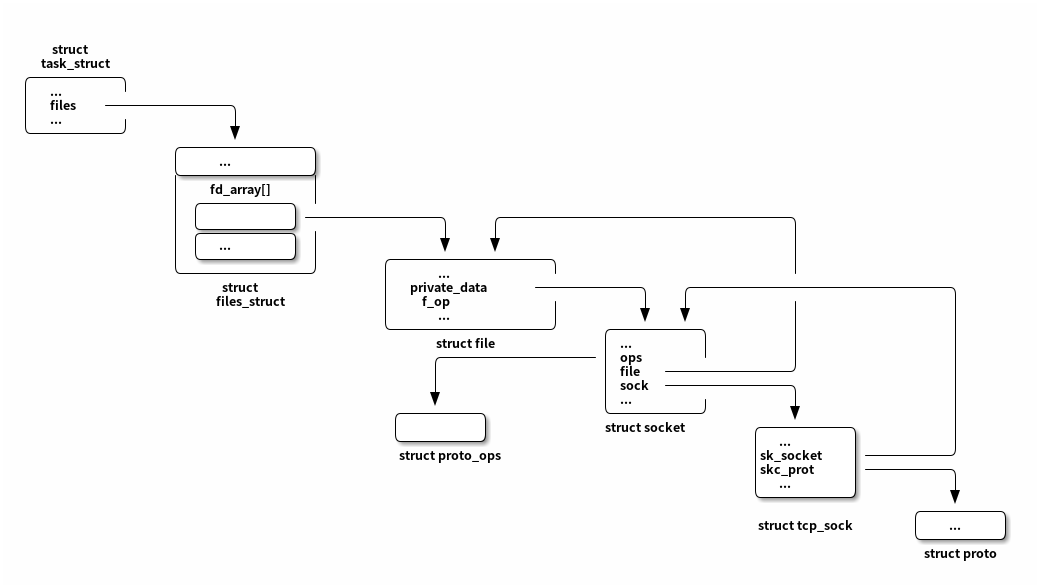 struct
task_struct
...
files
...
...
fd_array[]
...
struct
files_struct
...
private_data
f_op
...
struct file
...
ops
file
sock
...
struct socket
struct proto_ops
...
sk_socket
skc_prot
...
struct tcp_sock
...
struct proto